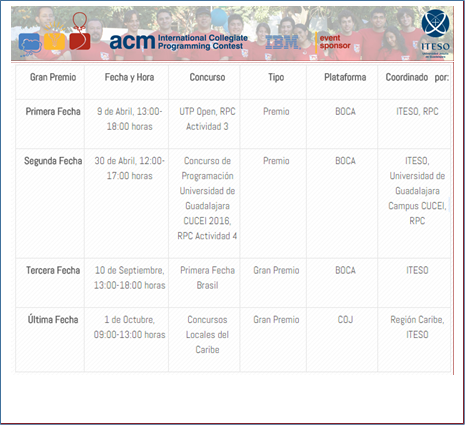 acm International Collegiate
Programming Contest
IBM
event
sponsor
ITESO
Gran Premio Fecha y Hora Concurso Tipo Plataforma Coordinado por:
Primera Fecha 9 de Abril, 13:00- UTP Open, RPC Premio BOCA ITESO, RPC
18:00 horas Actividad 3
Segunda Fecha 30 de Abril, 12:00- Concurso de Premio BOCA ITESO,
17:00 horas Programación Universidad de
Universidad de Guadalajara
Guadalajara Campus CUCEI,
CUCEI 2016, RPC
RPC Actividad 4
Tercera Fecha 10 de Septiembre, Primera Fecha Gran Premio BOCA ITESO
13:00-18:00 horas Brasil
Última Fecha 1 de Octubre, Concursos Gran Premio COJ Región Caribe,
09:00-13:00 horas Locales del ITESO
Caribe